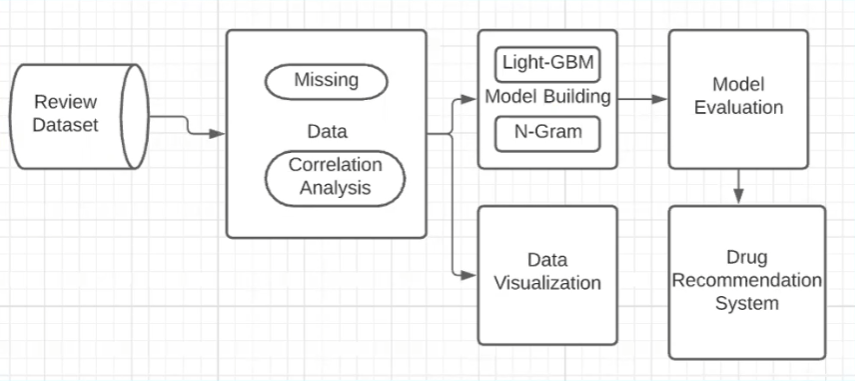 Review
Dataset
Missing
Data
Correlation
Analysis
Light-GBM
Model Building
N-Gram
Model
Evaluation
Data
Visualization
Drug
Recommendation
System